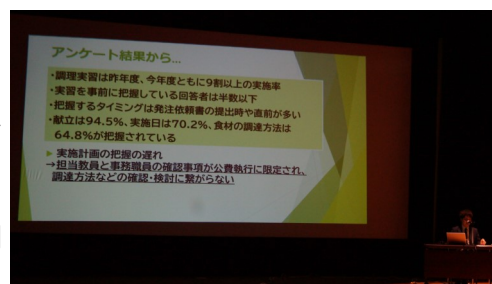 アンケート結果から…
・調理実習は昨年度、今年度ともに9割以上の実施率
・実習を事前に把握している回答者は半数以下
・把握するタイミングは発注依頼書の提出時や直前が多い
・献立は94.5%、実施日は70.2%、食材の調達方法は
64.8%が把握されている
▶ 実施計画の把握の遅れ
→担当教員と事務職員の確認事項が公費執行に限定され、
調達方法などの確認・検討に繋がらない